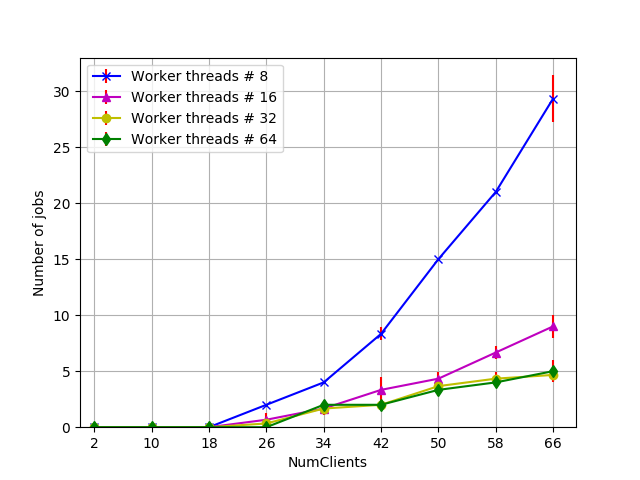 Worker threads # 8
Worker threads # 16
Worker threads # 32
Worker threads # 64
30
25
20
15
10
5
0
Number of jobs
2 10 18 26 34 42 50 58 66
NumClients